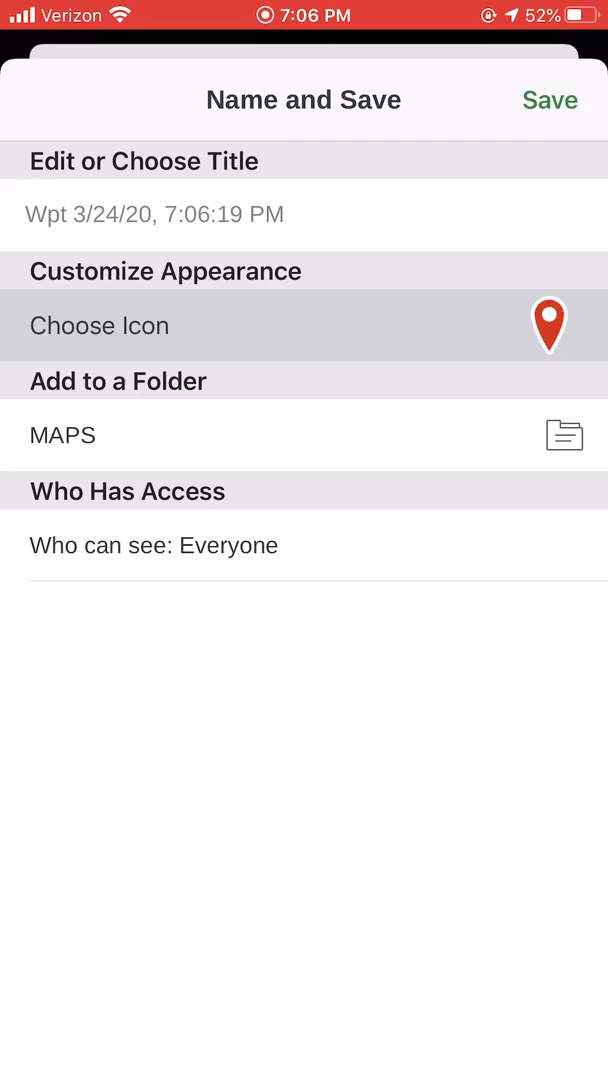 Verizon 7:06 PM 52%
Name and Save Save
Edit or Choose Title
Wpt 3/24/20, 7:06:19 PM
Customize Appearance
Choose Icon
Add to a Folder
MAPS
Who Has Access
Who can see: Everyone